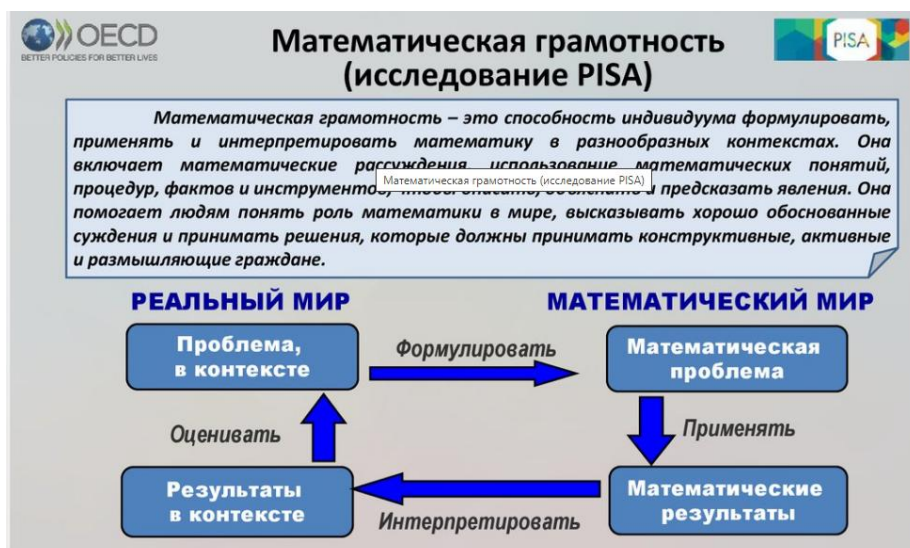 OECD
BETTER POLICIES FOR BETTER LIVES
Математическая грамотность
(исследование PISA)
PISA
Математическая грамотность – это способность индивидуума формулировать,
применять и интерпретировать математику в разнообразных контекстах. Она
включает математические рассуждения, использование математических понятий,
процедур, фактов и инструментов, предсказать явления. Она
Математическая грамотность (исследование PISA)
помогает людям понять роль математики в мире, высказывать хорошо обоснованные
суждения и принимать решения, которые должны принимать конструктивные, активные
и размышляющие граждане.
РЕАЛЬНЫЙ МИР
МАТЕМАТИЧЕСКИЙ МИР
Проблема,
в контексте
Формулировать
Математическая
проблема
Оценивать
Применять
Результаты
в контексте
Интерпретировать
Математические
результаты